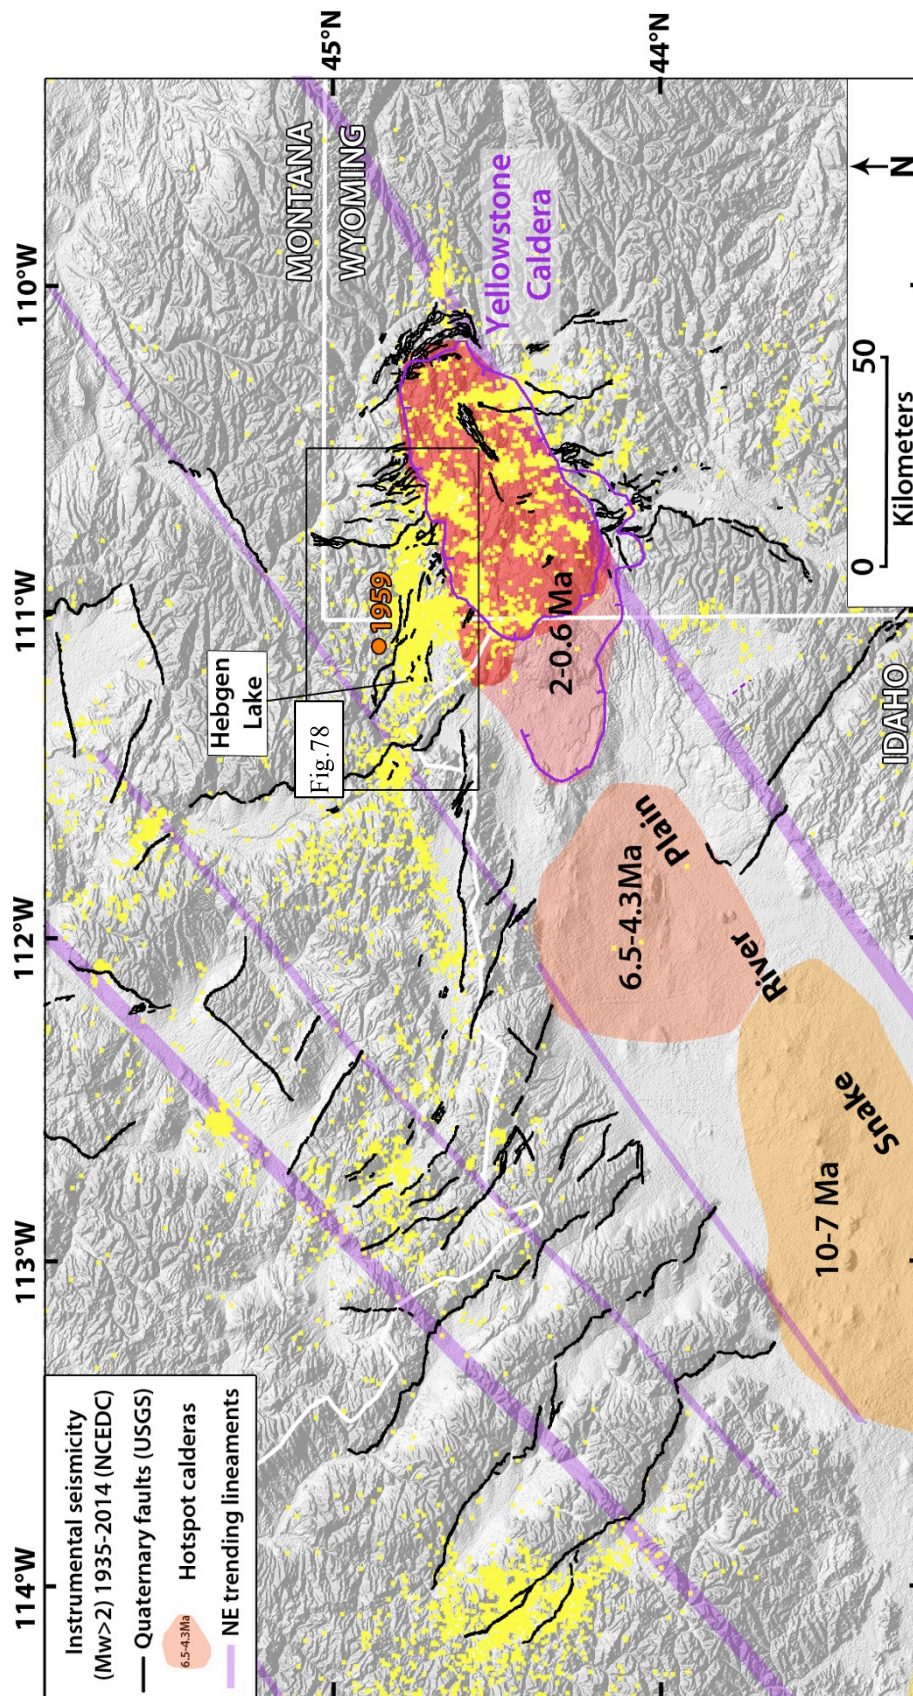 114°W
113°W
112°W
111°W
110°W
45°N
44°N
Instrumental seismicity
(Mw>2) 1935-2014 (NCEDC)
Quaternary faults (USGS)
6.5-4.3Ma
Hotspot calderas
NE trending lineaments
Hebgen
Lake
Fig.78
1959
MONTANA
WYOMING
Yellowstone
Caldera
2-0.6 Ma
6.5-4.3Ma
10-7 Ma
Snake
River
Plain
IDAHO
0
50
Kilometers
N